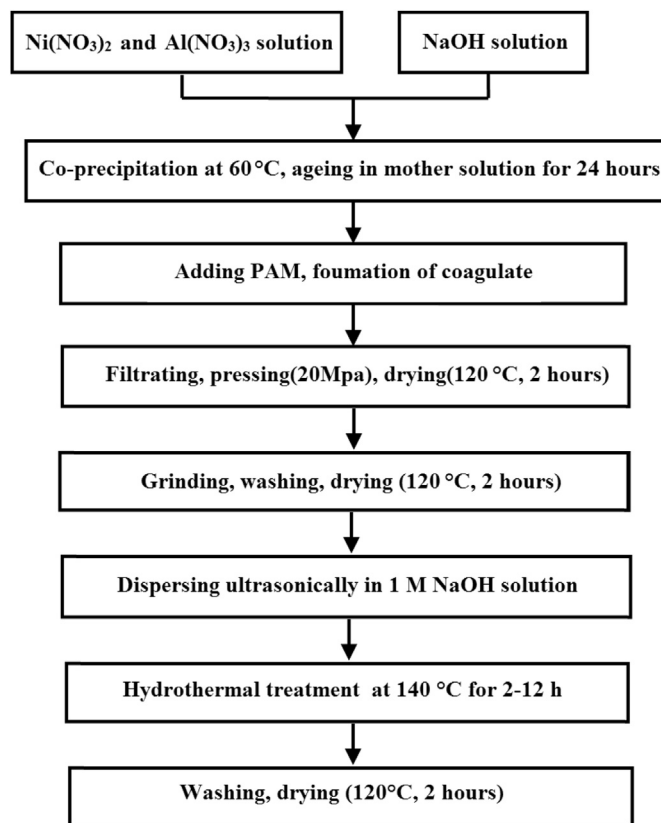 Ni(NO₃)₂ and Al(NO₃)₃ solution
NaOH solution
Co-precipitation at 60°C, ageing in mother solution for 24 hours
Adding PAM, foumation of coagulate
Filtrating, pressing(20Mpa), drying(120 °C, 2 hours)
Grinding, washing, drying (120 °C, 2 hours)
Dispersing ultrasonically in 1 M NaOH solution
Hydrothermal treatment at 140 °C for 2-12 h
Washing, drying (120°C, 2 hours)